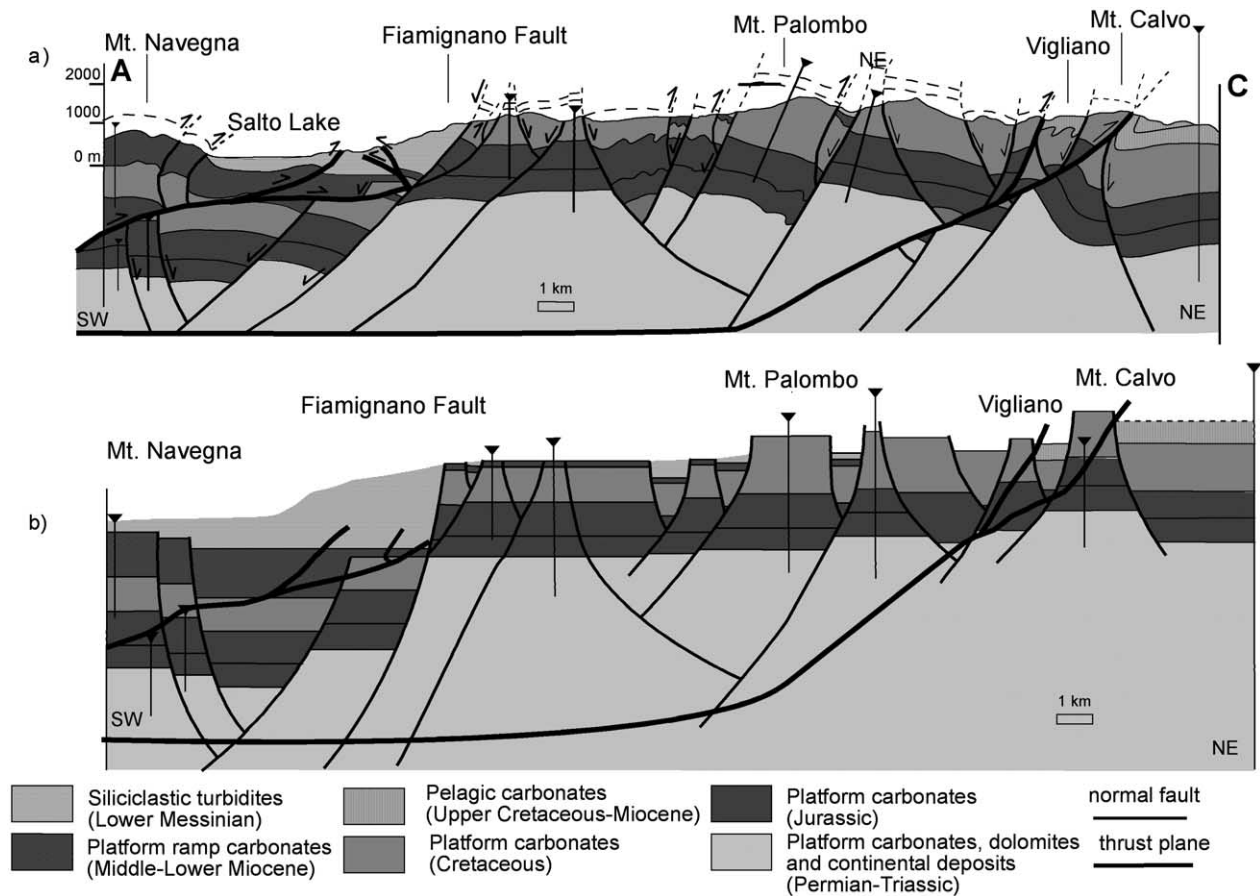 a)
Mt. Navegna
Fiamignano Fault
Mt. Palombo
Mt. Calvo
Vigliano
A
NE
C
2000
1000
0 m
Salto Lake
1 km
SW
NE
b)
Mt. Navegna
Fiamignano Fault
Mt. Palombo
Mt. Calvo
Vigliano
SW
1 km
NE
Siliciclastic turbidites
(Lower Messinian)
Pelagic carbonates
(Upper Cretaceous-Miocene)
Platform carbonates
(Jurassic)
normal fault
Platform ramp carbonates
(Middle-Lower Miocene)
Platform carbonates
(Cretaceous)
Platform carbonates, dolomites
and continental deposits
(Permian-Triassic)
thrust plane